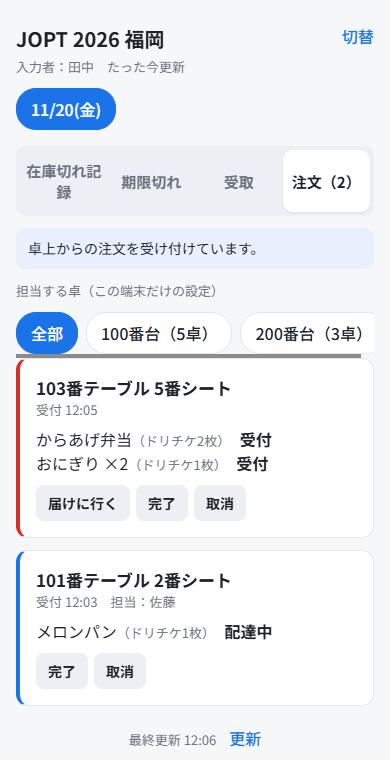 JOPT 2026 福岡
切替
入力者：田中　たった今更新
11/20(金)
在庫切れ記
録
期限切れ
受取
注文（2）
卓上からの注文を受け付けています。
担当する卓（この端末だけの設定）
全部
100番台（5卓）
200番台（3卓）
103番テーブル 5番シート
受付 12:05
からあげ弁当（ドリチケ2枚） 受付
おにぎり ×2（ドリチケ1枚） 受付
届けに行く
完了
取消
101番テーブル 2番シート
受付 12:03　担当：佐藤
メロンパン（ドリチケ1枚） 配達中
完了
取消
最終更新 12:06 更新